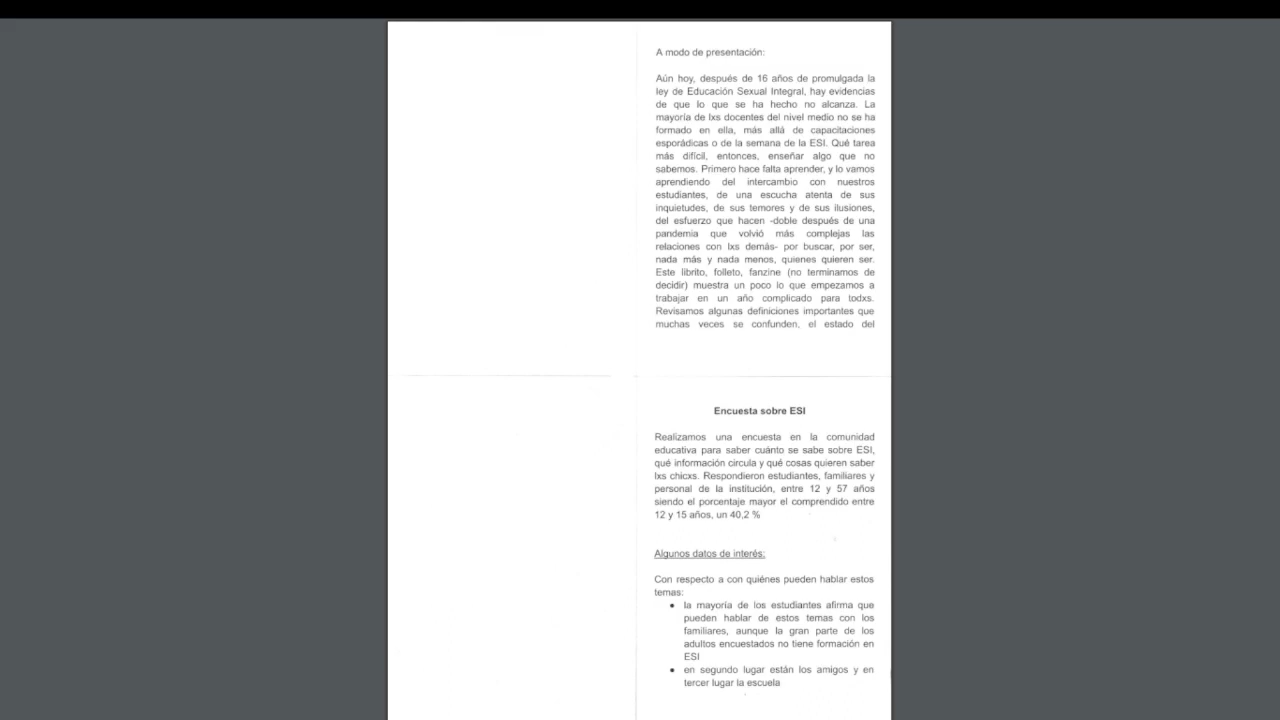 A modo de presentación:
Aún hoy, después de 16 años de promulgada la
ley de Educación Sexual Integral, hay evidencias
de que lo que se ha hecho no alcanza. La
mayoría de lxs docentes del nivel medio no se ha
formado en ella, más allá de capacitaciones
esporádicas o de la semana de la ESI. Qué tarea
más difícil, entonces, enseñar algo que no
sabemos. Primero hace falta aprender, y lo vamos
aprendiendo del intercambio con nuestros
estudiantes, de una escucha atenta de sus
inquietudes, de sus temores y de sus ilusiones,
del esfuerzo que hacen -doble después de una
pandemia que volvió más complejas las
relaciones con lxs demás- por buscar, por ser,
nada más y nada menos, quienes quieren ser.
Este librito, folleto, fanzine (no terminamos de
decidir) muestra un poco lo que empezamos a
trabajar en un año complicado para todxs.
Revisamos algunas definiciones importantes que
muchas veces se confunden, el estado del
Encuesta sobre ESI
Realizamos una encuesta en la comunidad
educativa para saber cuánto se sabe sobre ESI,
qué información circula y qué cosas quieren saber
lxs chicxs. Respondieron estudiantes, familiares y
personal de la institución, entre 12 y 57 años
siendo el porcentaje mayor el comprendido entre
12 y 15 años, un 40,2 %
Algunos datos de interés:
Con respecto a con quiénes pueden hablar estos
temas:
● la mayoría de los estudiantes afirma que
pueden hablar de estos temas con los
familiares, aunque la gran parte de los
adultos encuestados no tiene formación en
ESI
● en segundo lugar están los amigos y en
tercer lugar la escuela